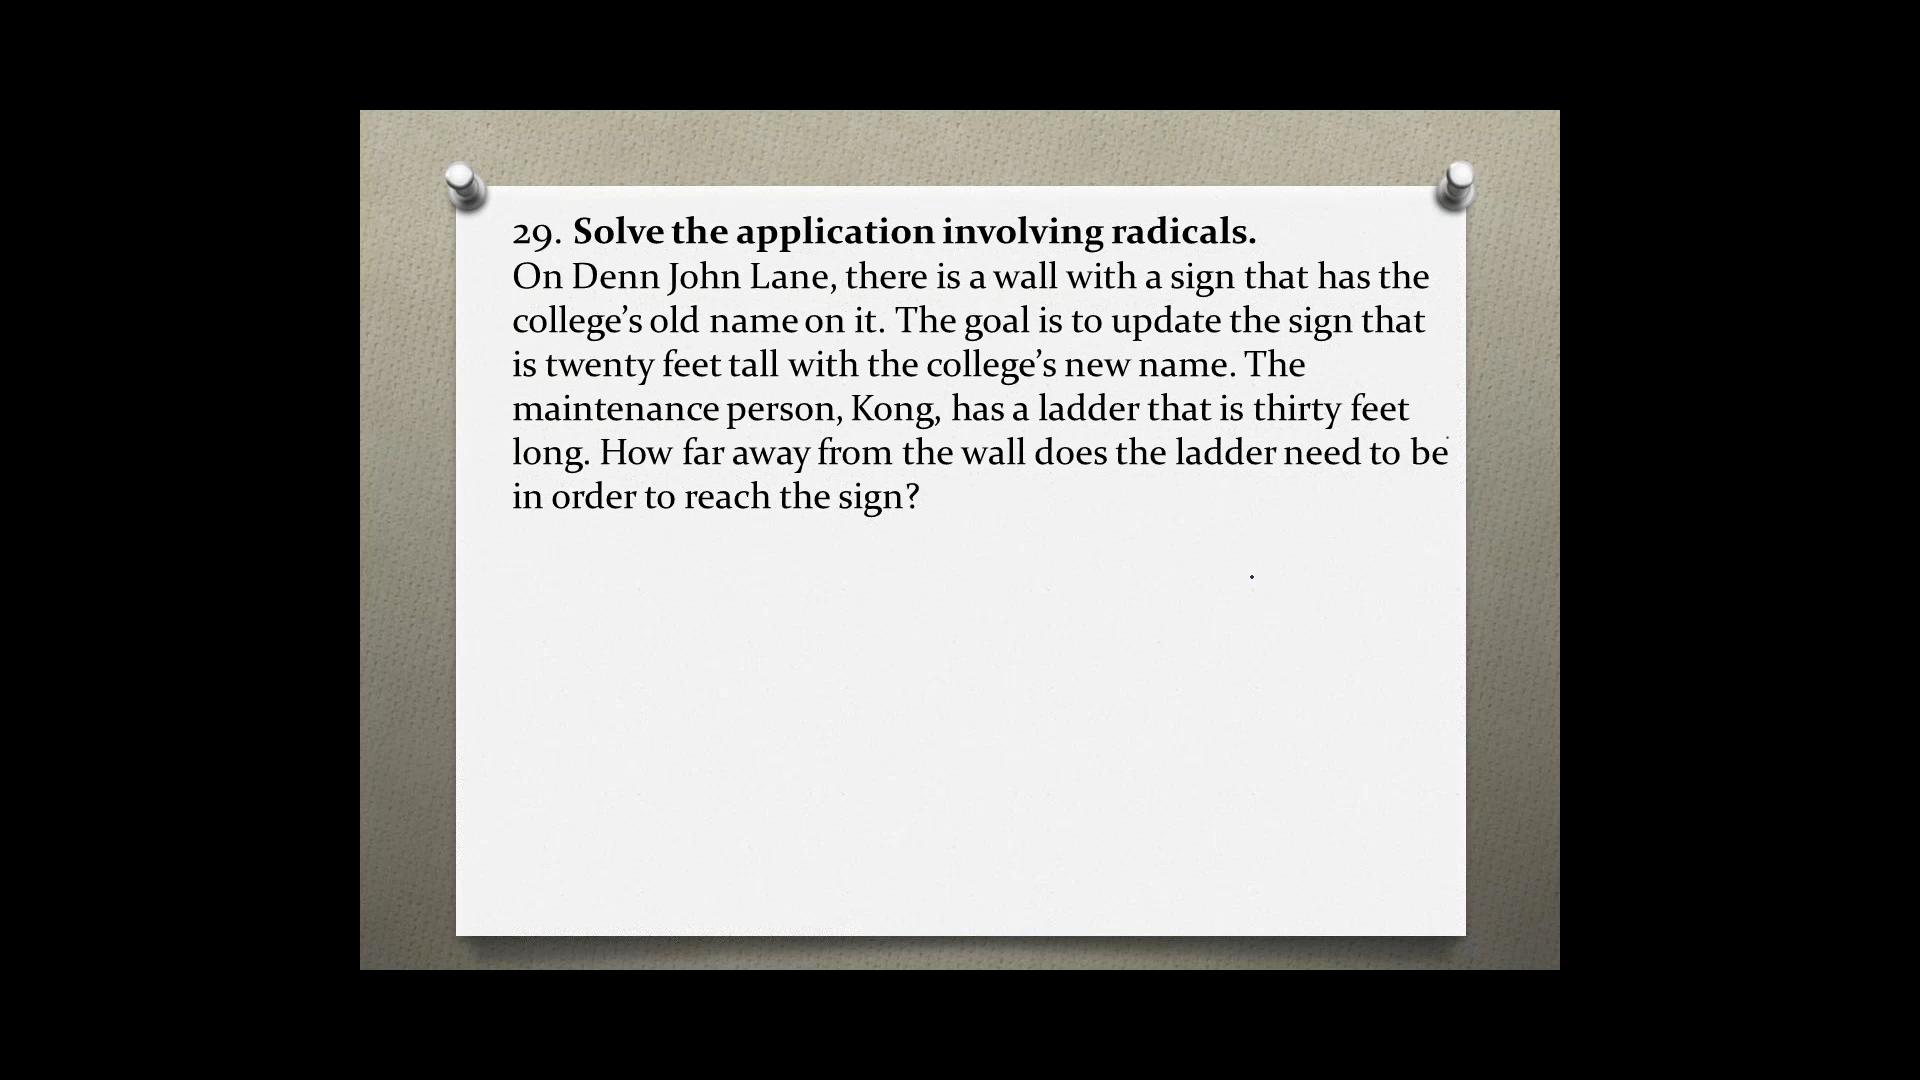 29. Solve the application involving radicals.
On Denn John Lane, there is a wall with a sign that has the
college’s old name on it. The goal is to update the sign that
is twenty feet tall with the college’s new name. The
maintenance person, Kong, has a ladder that is thirty feet
long. How far away from the wall does the ladder need to be
in order to reach the sign?